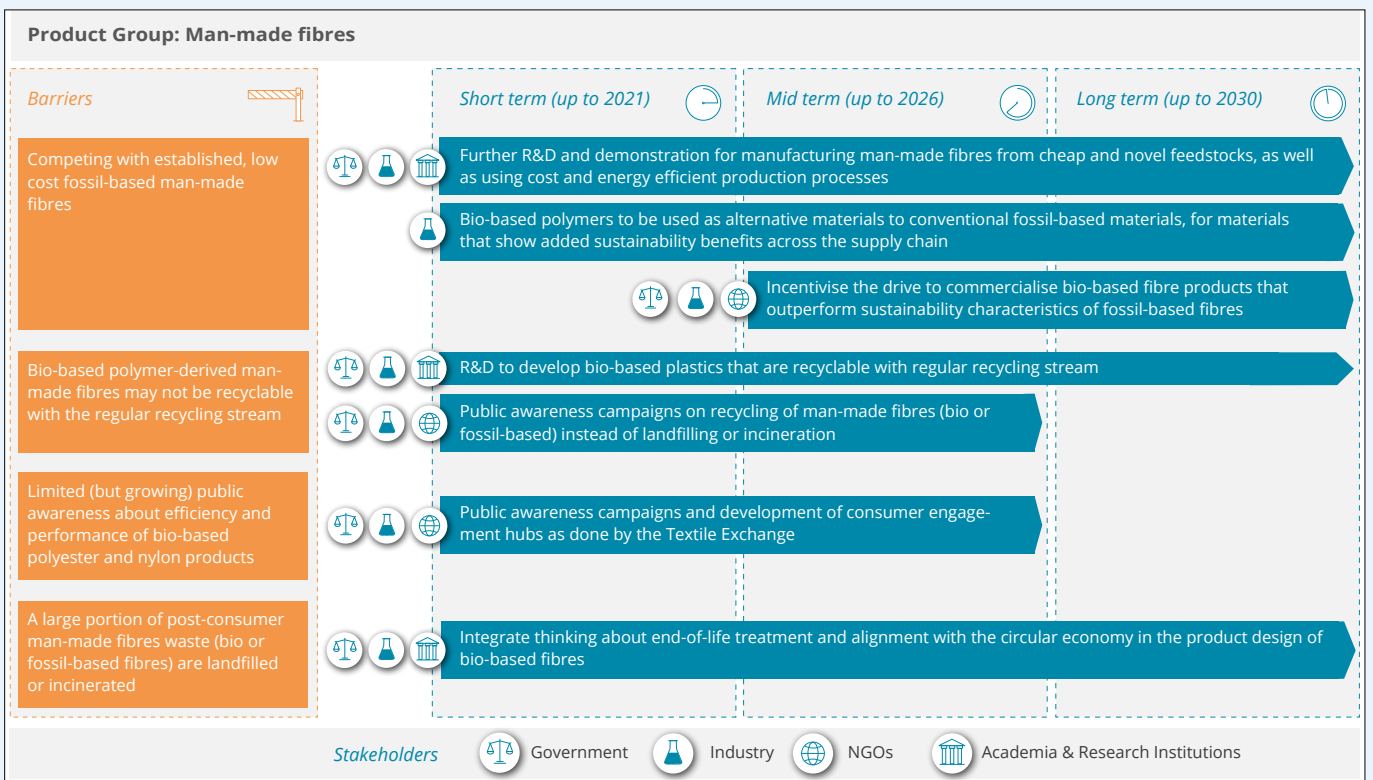 Product Group: Man-made fibres
Barriers
Short term (up to 2021)
Mid term (up to 2026)
Long term (up to 2030)
Competing with established, low
cost fossil-based man-made
fibres
Further R&D and demonstration for manufacturing man-made fibres from cheap and novel feedstocks, as well
as using cost and energy efficient production processes
Bio-based polymers to be used as alternative materials to conventional fossil-based materials, for materials
that show added sustainability benefits across the supply chain
Incentivise the drive to commercialise bio-based fibre products that
outperform sustainability characteristics of fossil-based fibres
Bio-based polymer-derived man-
made fibres may not be recyclable
with the regular recycling stream
R&D to develop bio-based plastics that are recyclable with regular recycling stream
Public awareness campaigns on recycling of man-made fibres (bio or
fossil-based) instead of landfilling or incineration
Limited (but growing) public
awareness about efficiency and
performance of bio-based
polyester and nylon products
Public awareness campaigns and development of consumer engage-
ment hubs as done by the Textile Exchange
A large portion of post-consumer
man-made fibres waste (bio or
fossil-based fibres) are landfilled
or incinerated
Integrate thinking about end-of-life treatment and alignment with the circular economy in the product design of
bio-based fibres
Stakeholders
Government
Industry
NGOs
Academia & Research Institutions